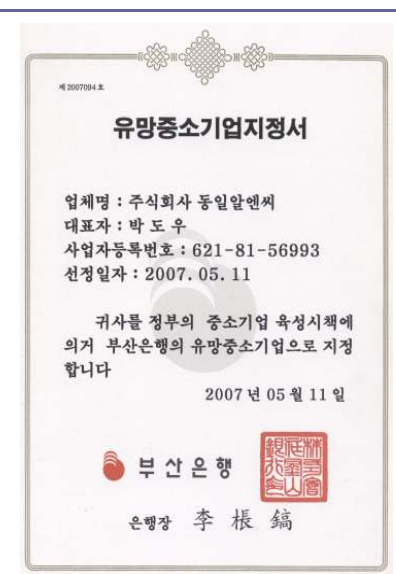 제 2007094 호
유망중소기업지정서
업체명 : 주식회사 동일알엔씨
대표자 : 박 도 우
사업자등록번호 : 621-81-56993
선정일자 : 2007. 05. 11
귀사를 정부의 중소기업 육성시책에
의거 부산은행의 유망중소기업으로 지정
합니다
2007 년 05 월 11 일
부산은행
은행장 李 樟 鎬